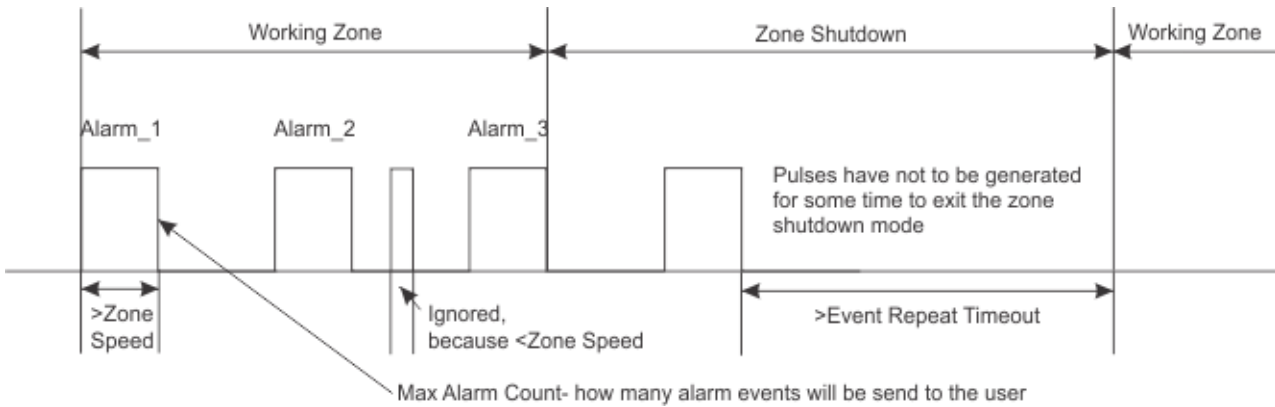 Working Zone
Zone Shutdown
Working Zone
Alarm_1
Alarm_2
Alarm_3
Pulses have not to be generated
for some time to exit the zone
shutdown mode
>Zone
Speed
Ignored,
because <Zone Speed
>Event Repeat Timeout
Max Alarm Count- how many alarm events will be send to the user